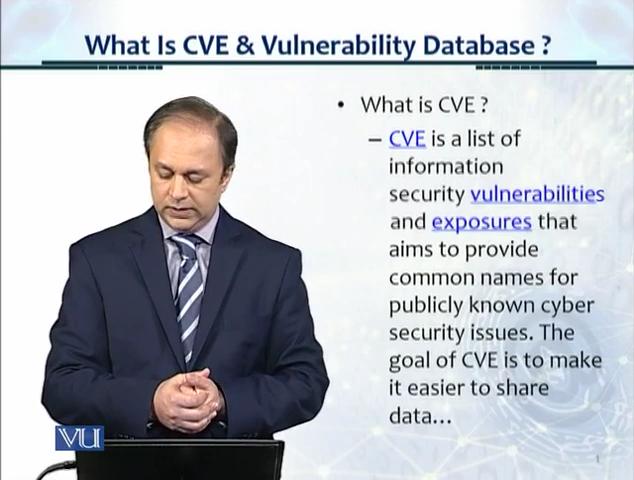 What Is CVE & Vulnerability Database ?
• What is CVE ?
– CVE is a list of
information
security vulnerabilities
and exposures that
aims to provide
common names for
publicly known cyber
security issues. The
goal of CVE is to make
it easier to share
data...
VU
1